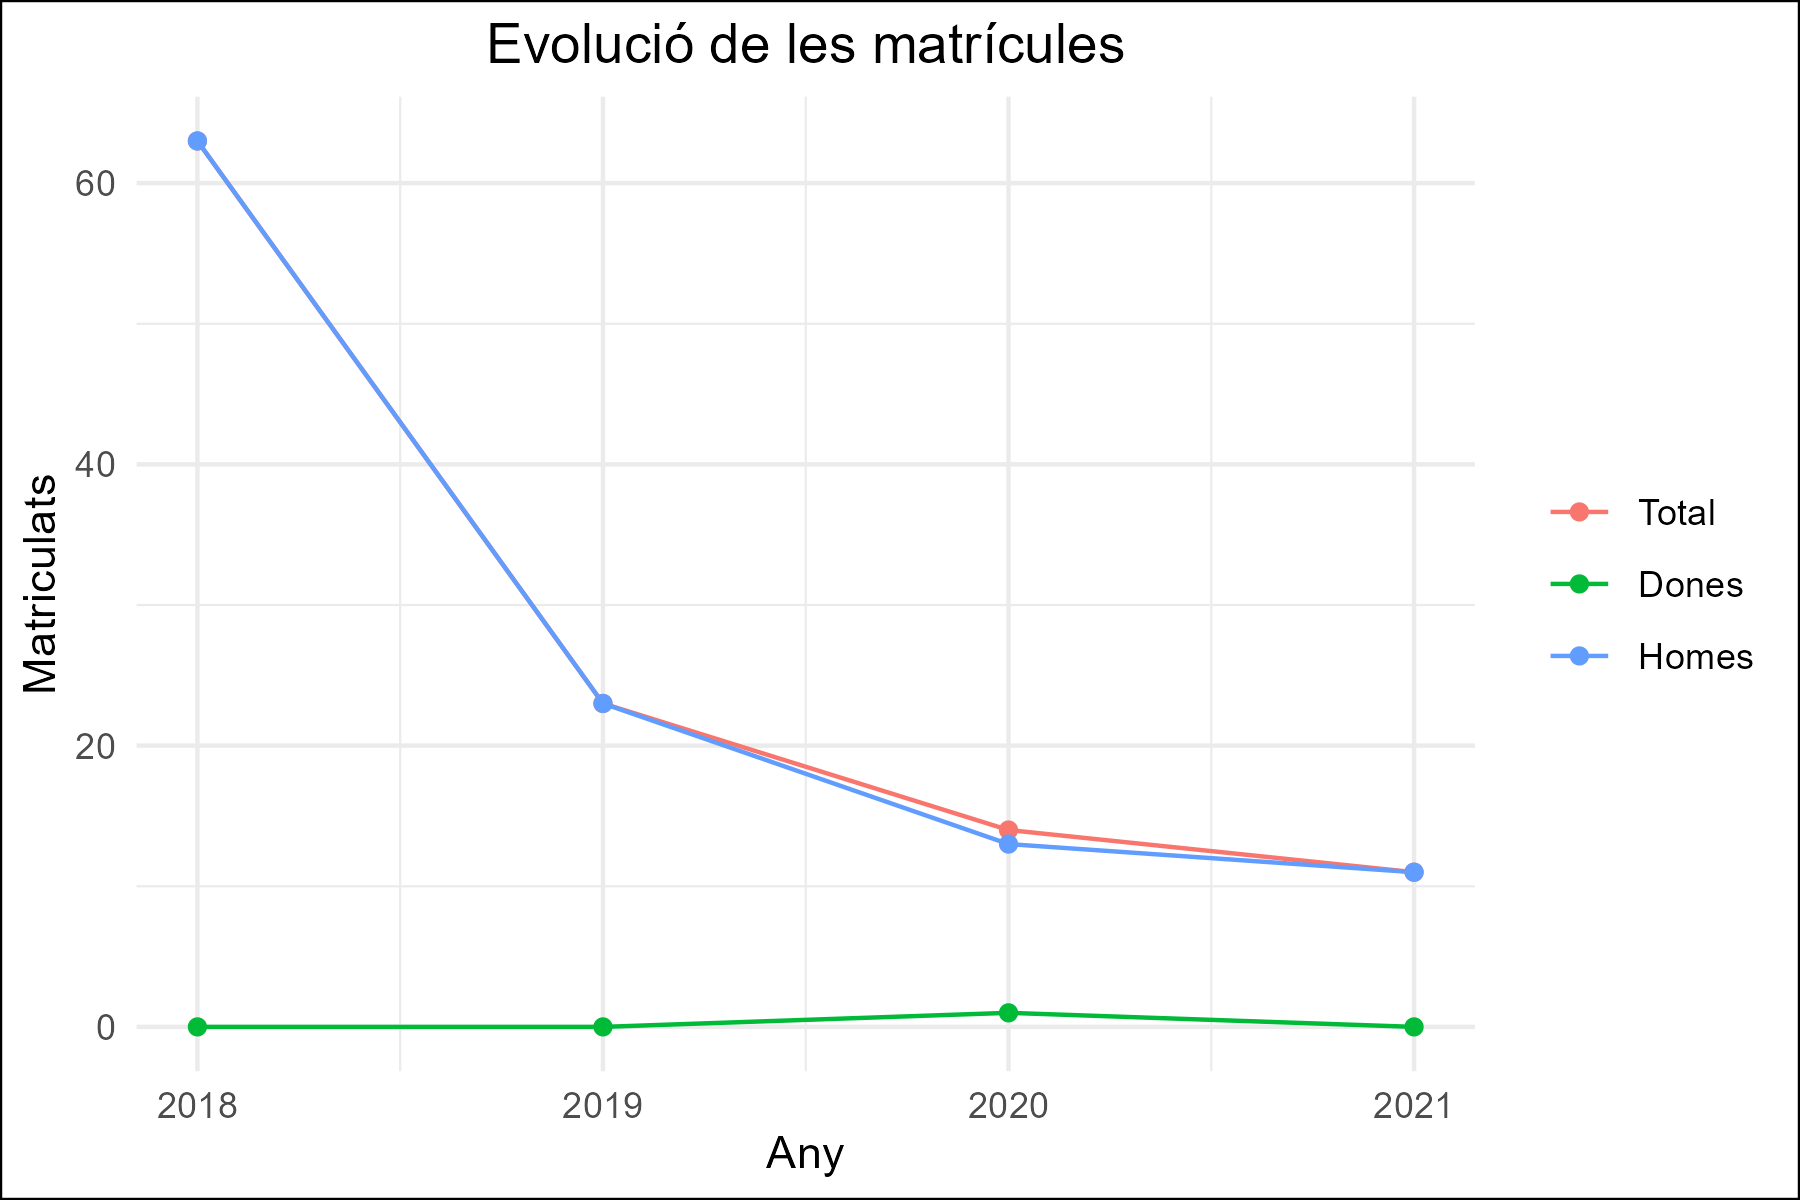 Evolució de les matrícules
Matriculats
60
40
20
0
2018 2019 2020 2021
Any
Total
Dones
Homes